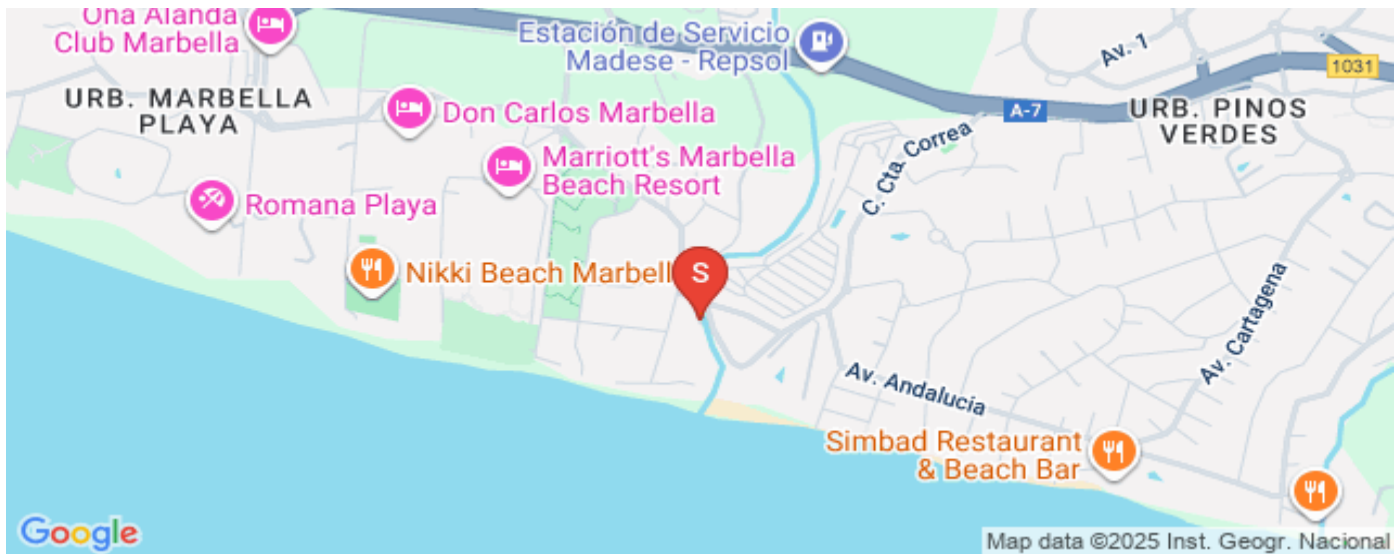 Ona Alanda
Club Marbella
Estación de Servicio
Madese - Repsol
Av. 1
1031
URB. MARBELLA
PLAYA
Don Carlos Marbella
A-7
URB. PINOS
VERDES
C. Cta. Correa
Marriott's Marbella
Beach Resort
Romana Playa
Nikki Beach Marbell
S
Av. Cartagena
Av. Andalucía
Simbad Restaurant
& Beach Bar
Google
Map data ©2025 Inst. Geogr. Nacional